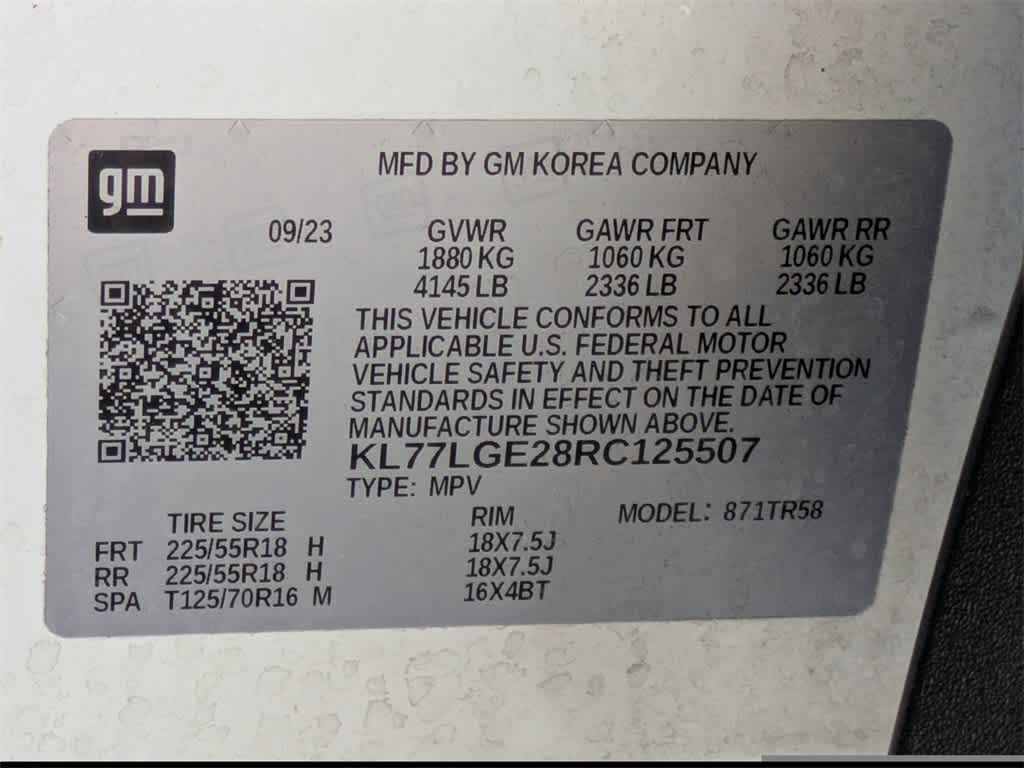 gm
MFD BY GM KOREA COMPANY
09/23 GVWR GAWR FRT GAWR RR
1880 KG 1060 KG 1060 KG
4145 LB 2336 LB 2336 LB
THIS VEHICLE CONFORMS TO ALL
APPLICABLE U.S. FEDERAL MOTOR
VEHICLE SAFETY AND THEFT PREVENTION
STANDARDS IN EFFECT ON THE DATE OF
MANUFACTURE SHOWN ABOVE.
KL77LGE28RC125507
TYPE: MPV
TIRE SIZE RIM MODEL: 871TR58
FRT 225/55R18 H 18X7.5J
RR 225/55R18 H 18X7.5J
SPA T125/70R16 M 16X4BT